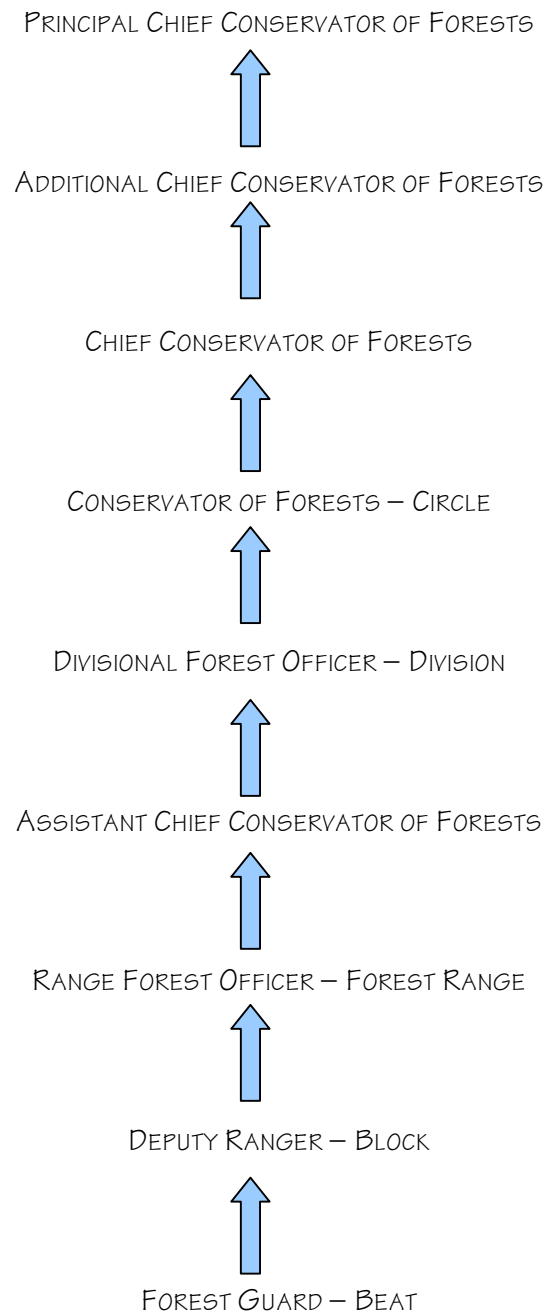 Principal Chief Conservator of Forests
Additional Chief Conservator of Forests
Chief Conservator of Forests
Conservator of Forests – Circle
Divisional Forest Officer – Division
Assistant Chief Conservator of Forests
Range Forest Officer – Forest Range
Deputy Ranger – Block
Forest Guard – Beat